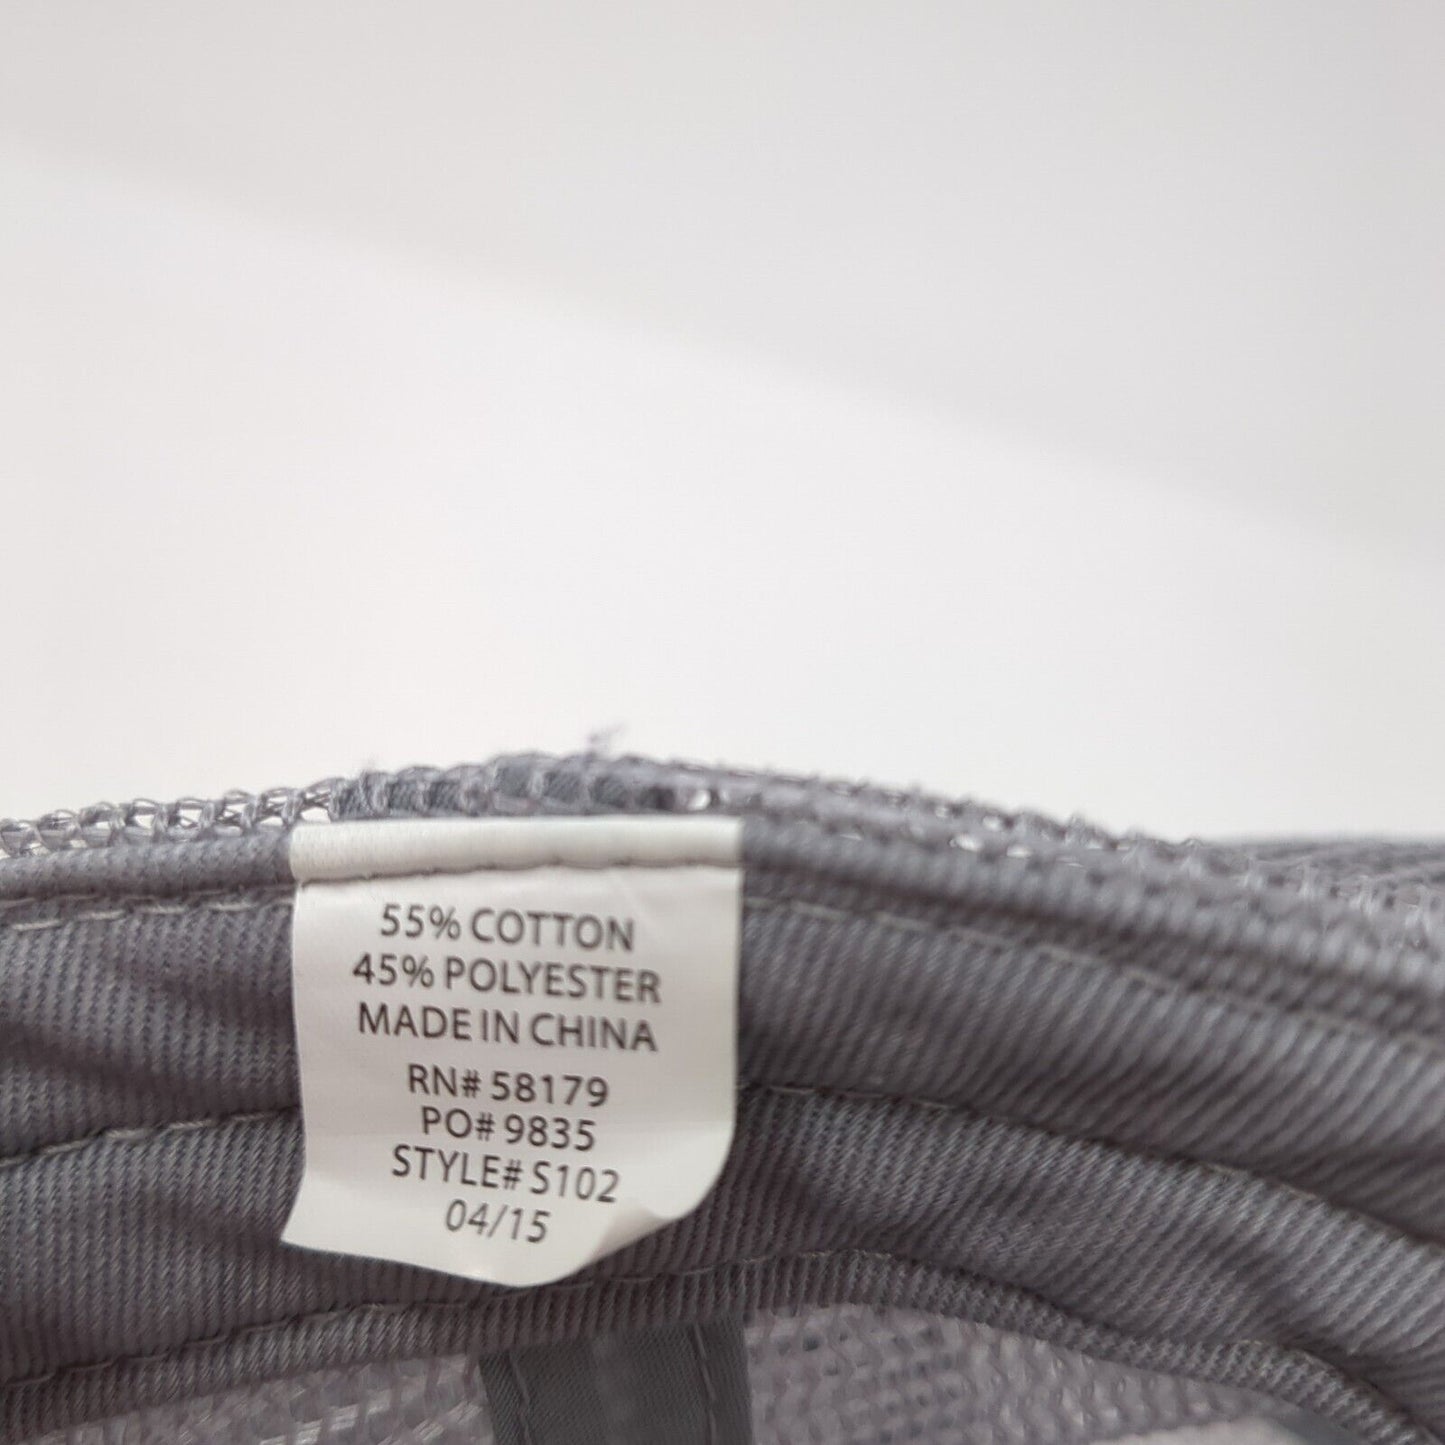 55% COTTON
45% POLYESTER
MADE IN CHINA
RN# 58179
PO# 9835
STYLE# S102
04/15